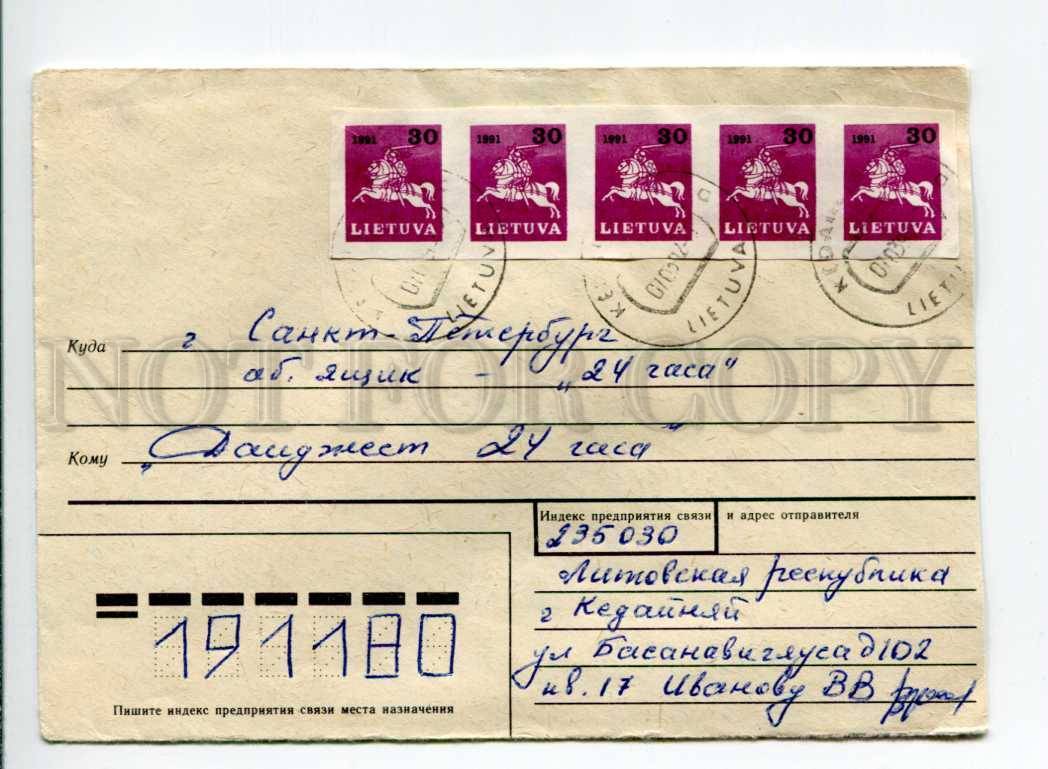 1991 30 1991 30 1991 30 1991 30 1991 30
LIETUVA LIETUVA LIETUVA LIETUVA LIETUVA
LIETUVA LIETUVA LIETUVA
NOT FOR COPY
Куда г Санкт-Петербург
аб. ящик - „24 часа"
Кому „Дайджест 24 часа"
Индекс предприятия связи и адрес отправителя
235030
Литовская республика
г Кедайняй
ул Басанавичяуса д 102
кв. 17 Иванову ВВ
191180
Пишите индекс предприятия связи места назначения